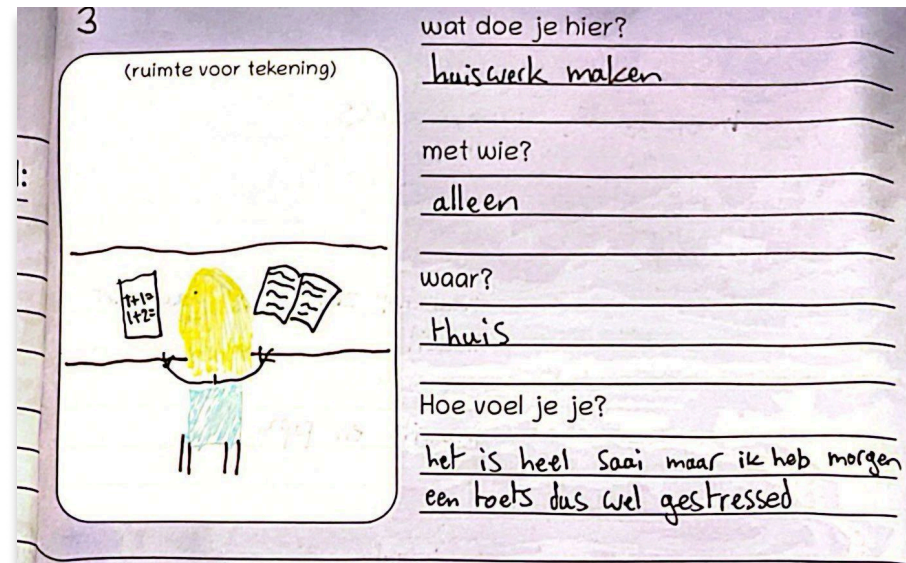 3
(ruimte voor tekening)
1+1=
1+2=
wat doe je hier?
huiswerk maken
met wie?
alleen
waar?
thuis
Hoe voel je je?
het is heel saai maar ik heb morgen
een toets dus wel gestressed